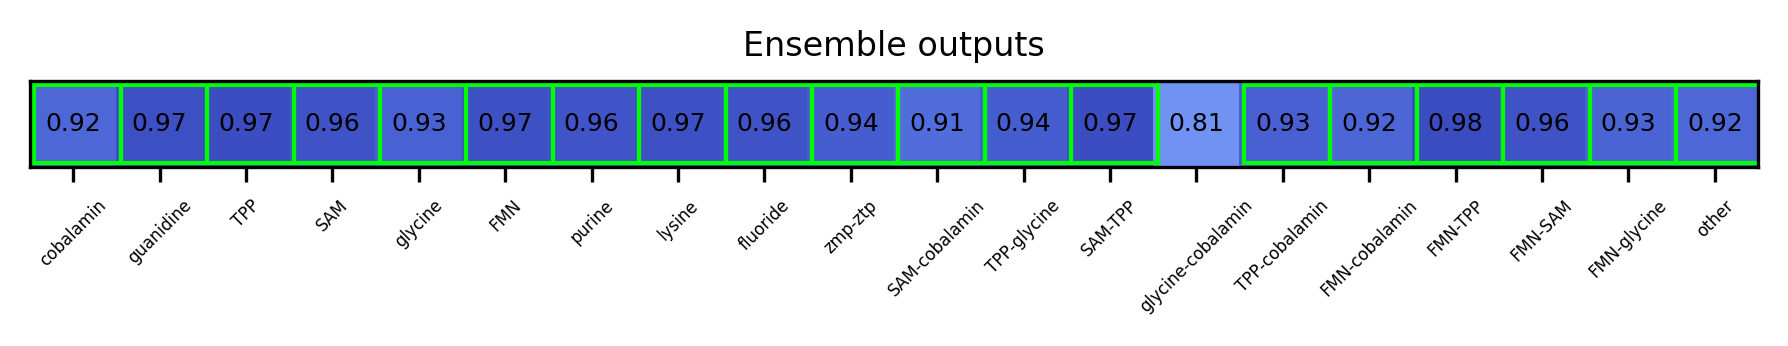 Ensemble outputs
0.92 0.97 0.97 0.96 0.93 0.97 0.96 0.97 0.96 0.94 0.91 0.94 0.97 0.81 0.93 0.92 0.98 0.96 0.93 0.92
cobalamin
guanidine
TPP
SAM
glycine
FMN
purine
lysine
fluoride
zmp-ztp
SAM-cobalamin
TPP-glycine
SAM-TPP
glycine-cobalamin
TPP-cobalamin
FMN-cobalamin
FMN-TPP
FMN-SAM
FMN-glycine
other